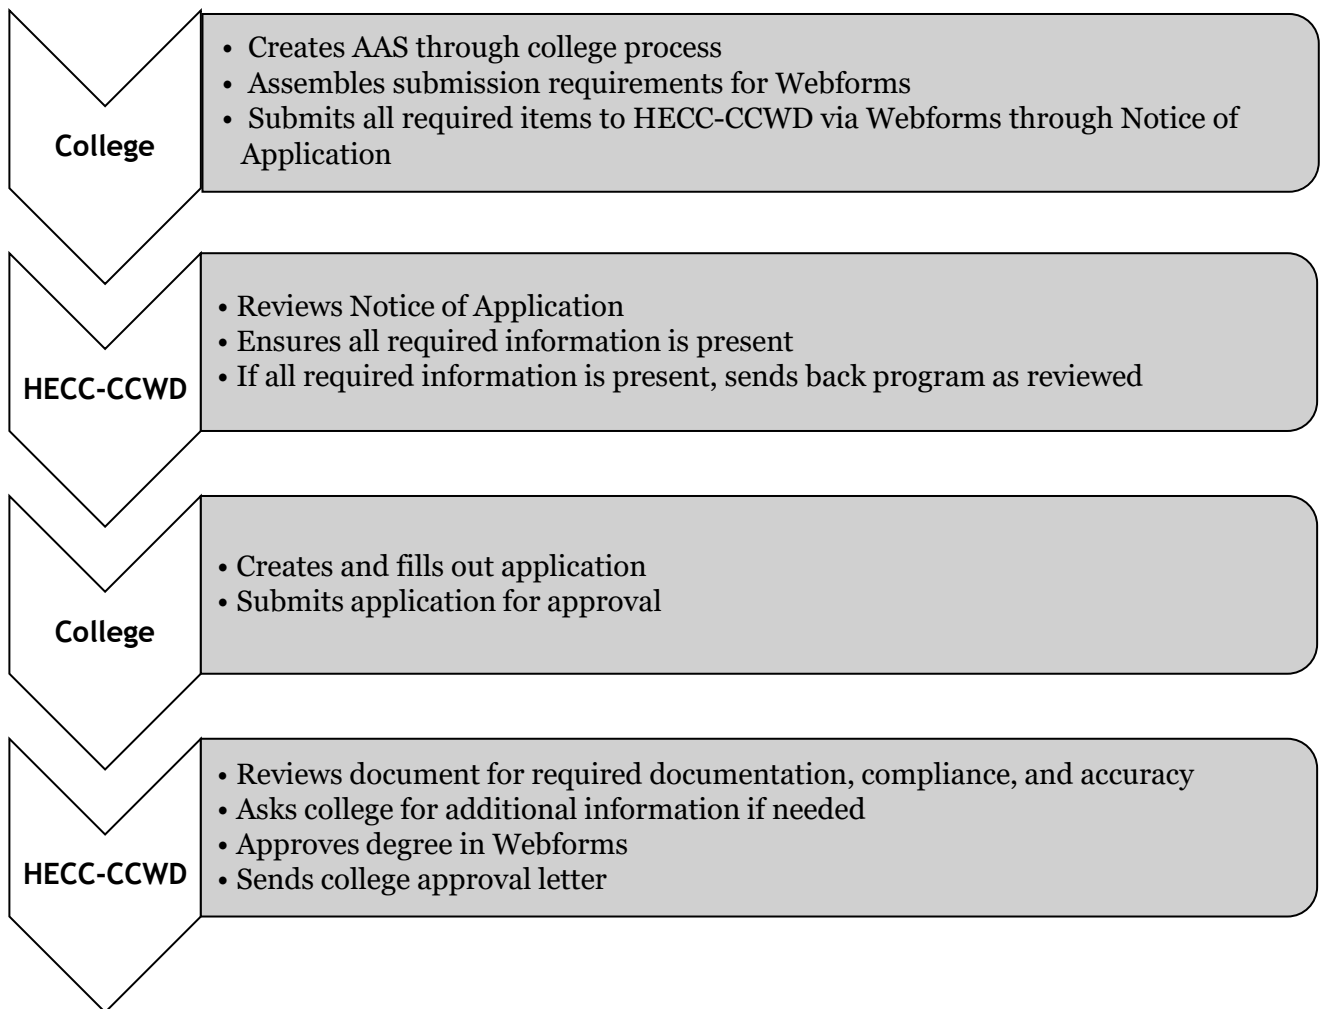 College
• Creates AAS through college process
• Assembles submission requirements for Webforms
• Submits all required items to HECC-CCWD via Webforms through Notice of
Application
HECC-CCWD
• Reviews Notice of Application
• Ensures all required information is present
• If all required information is present, sends back program as reviewed
College
• Creates and fills out application
• Submits application for approval
HECC-CCWD
• Reviews document for required documentation, compliance, and accuracy
• Asks college for additional information if needed
• Approves degree in Webforms
• Sends college approval letter